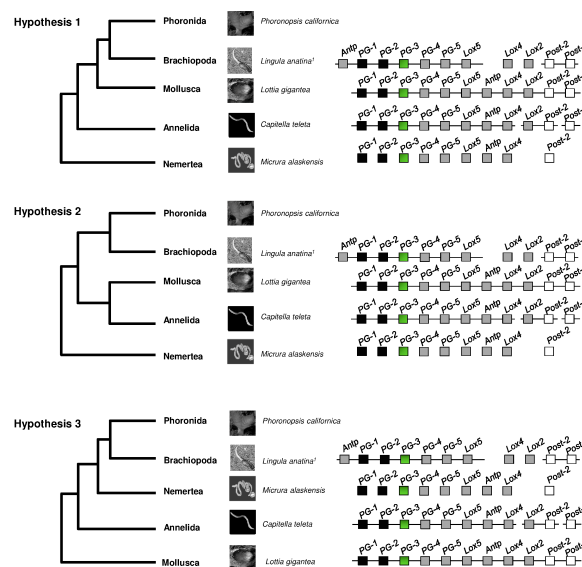 Hypothesis 1
Phoronida Phoronopsis californica
Antp PG-1 PG-2 PG-3 PG-4 PG-5 Lox5 Lox4 Lox2 Post-2 Post-
Brachiopoda Lingula anatina¹
PG-1 PG-2 PG-3 PG-4 PG-5 Lox5 Antp Lox4 Lox2 Post-2 Post-
Mollusca Lottia gigantea
PG-1 PG-2 PG-3 PG-4 PG-5 Lox5 Antp Lox4 Lox2 Post-2 Post-
Annelida Capitella teleta
PG-1 PG-2 PG-3 PG-4 PG-5 Lox5 Antp Lox4 Post-2
Nemertea Micrura alaskensis
Hypothesis 2
Phoronida Phoronopsis californica
Antp PG-1 PG-2 PG-3 PG-4 PG-5 Lox5 Lox4 Lox2 Post-2 Post-
Brachiopoda Lingula anatina¹
PG-1 PG-2 PG-3 PG-4 PG-5 Lox5 Antp Lox4 Lox2 Post-2 Post-
Mollusca Lottia gigantea
PG-1 PG-2 PG-3 PG-4 PG-5 Lox5 Antp Lox4 Lox2 Post-2 Post-
Annelida Capitella teleta
PG-1 PG-2 PG-3 PG-4 PG-5 Lox5 Antp Lox4 Post-2
Nemertea Micrura alaskensis
Hypothesis 3
Phoronida Phoronopsis californica
Antp PG-1 PG-2 PG-3 PG-4 PG-5 Lox5 Lox4 Lox2 Post-2 Post-
Brachiopoda Lingula anatina¹
PG-1 PG-2 PG-3 PG-4 PG-5 Lox5 Antp Lox4 Post-2
Nemertea Micrura alaskensis
PG-1 PG-2 PG-3 PG-4 PG-5 Lox5 Antp Lox4 Lox2 Post-2 Post-
Annelida Capitella teleta
PG-1 PG-2 PG-3 PG-4 PG-5 Lox5 Antp Lox4 Lox2 Post-2 Post-
Mollusca Lottia gigantea